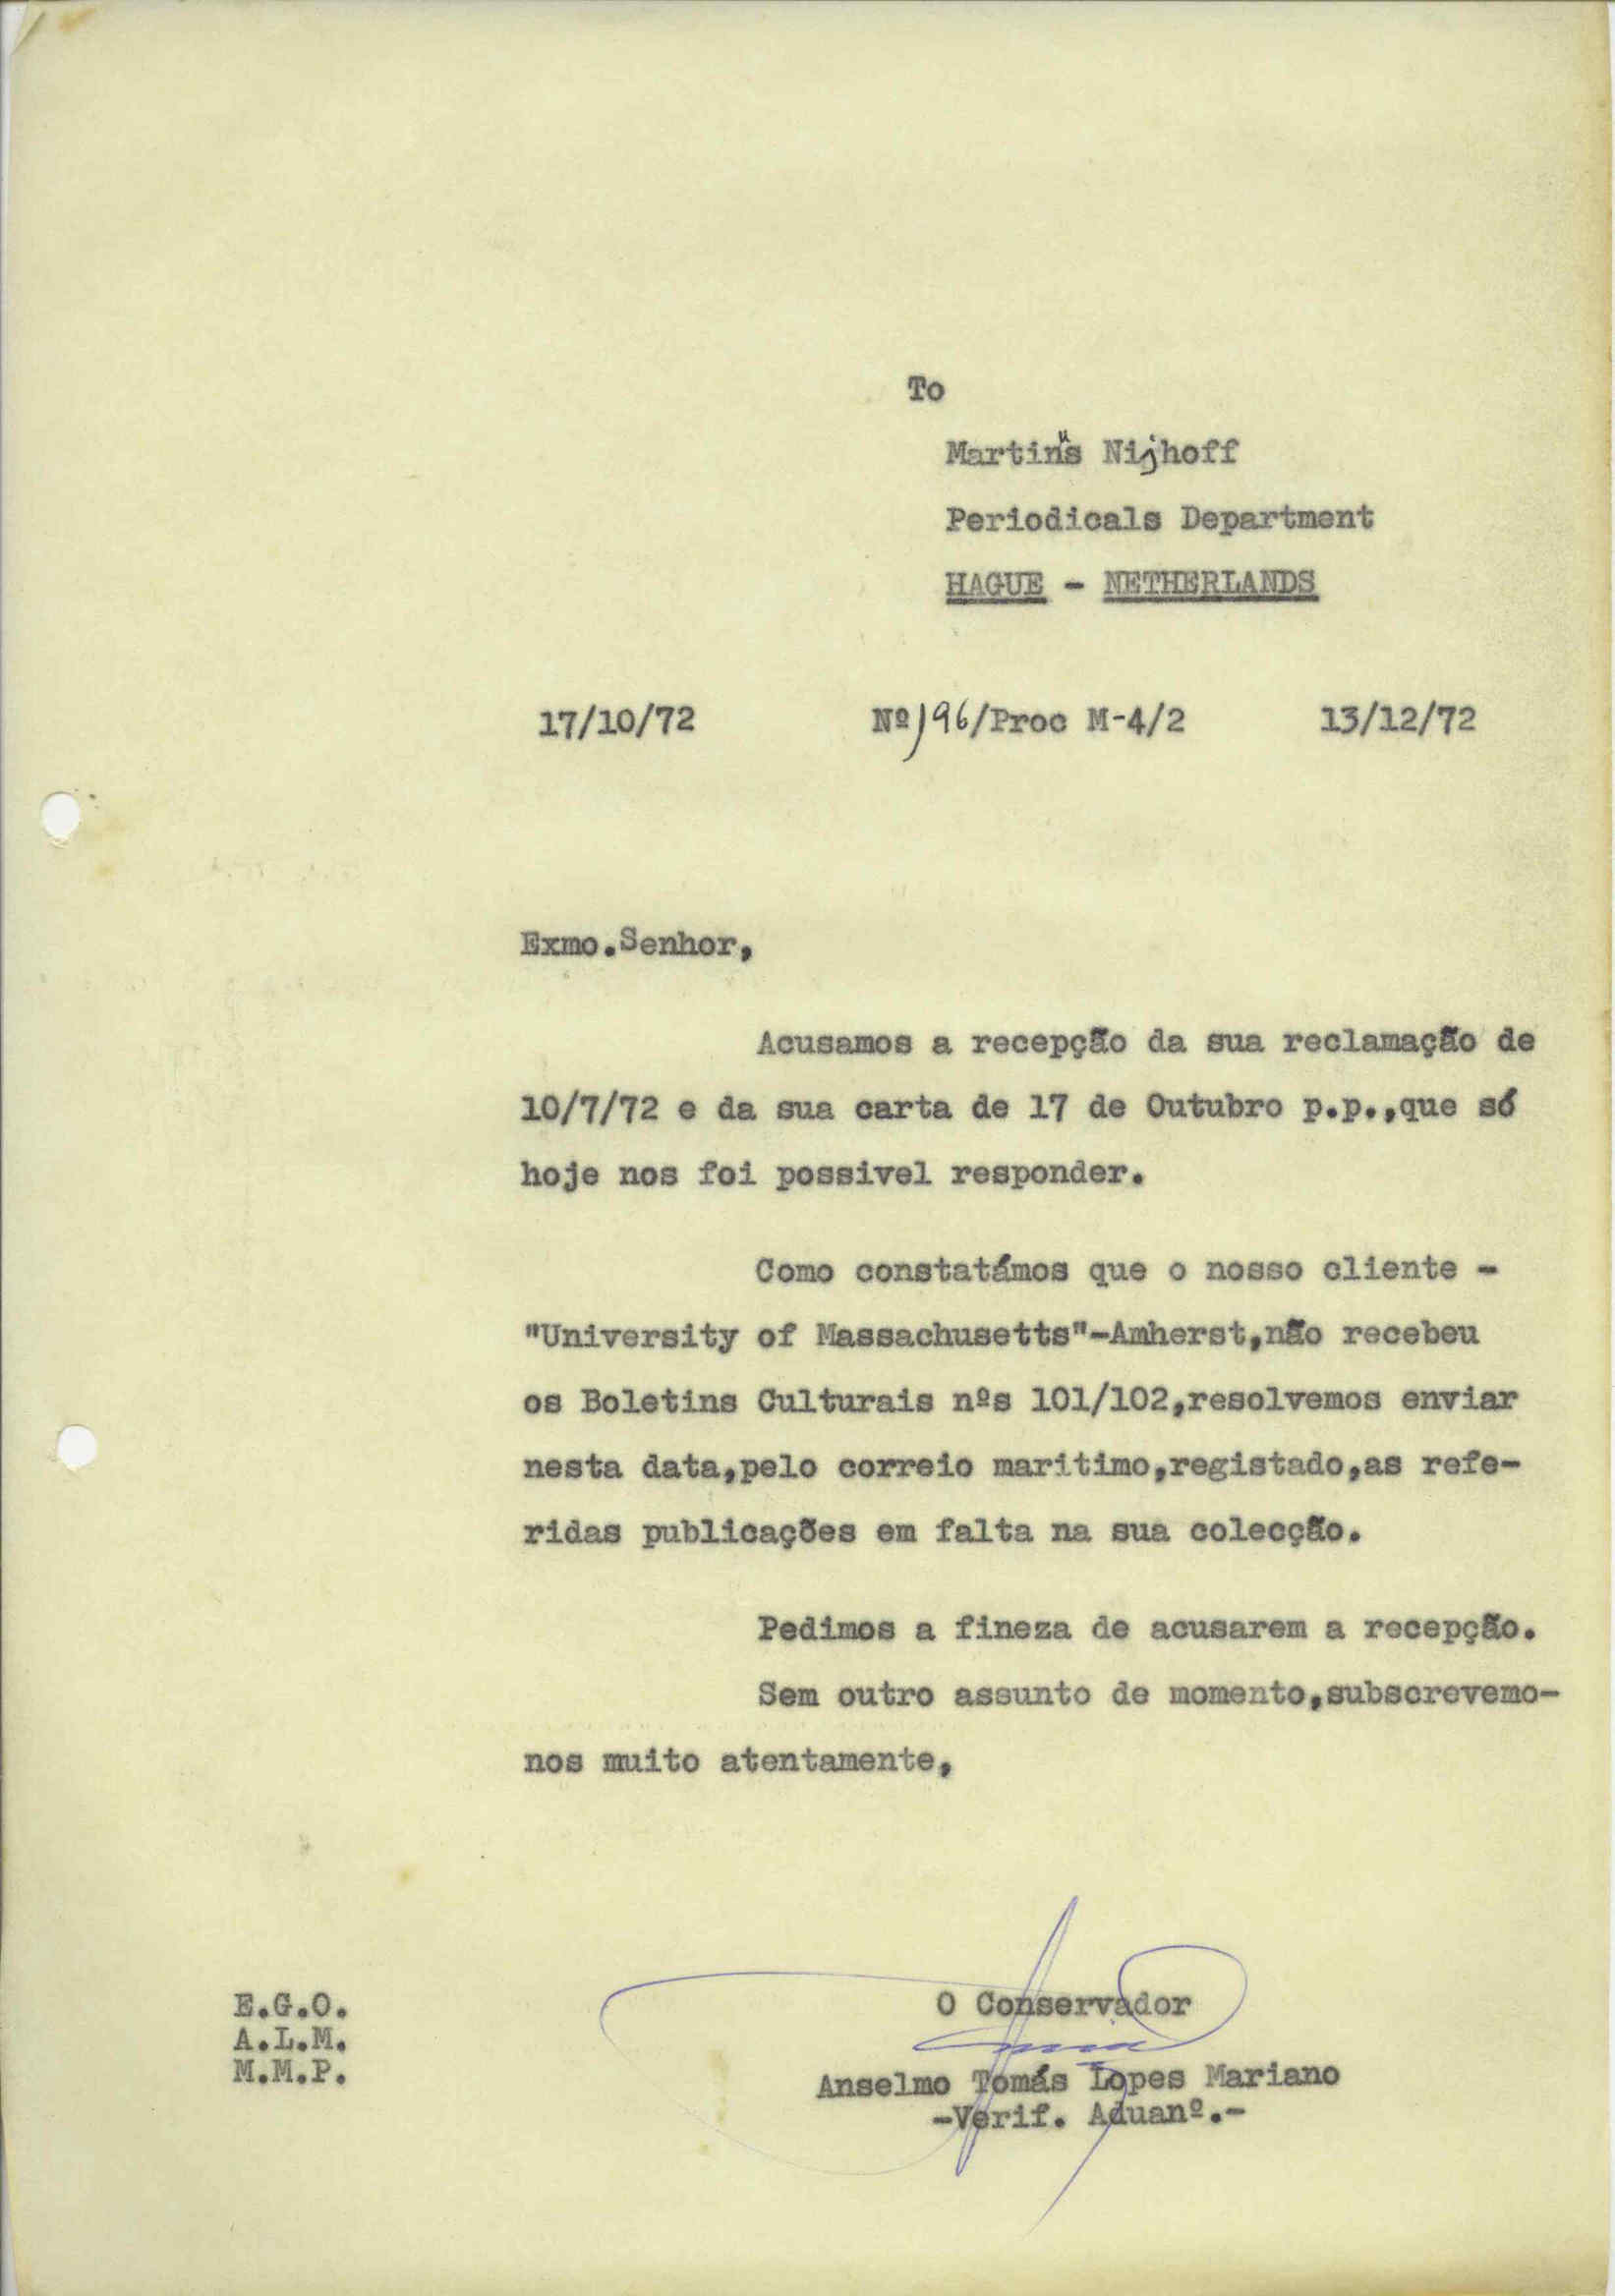 To
Martinus Nijhoff
Periodicals Department
HAGUE - NETHERLANDS
17/10/72 Nº 196/Proc M-4/2 13/12/72
Exmo.Senhor,
Acusamos a recepção da sua reclamação de
10/7/72 e da sua carta de 17 de Outubro p.p.,que só
hoje nos foi possivel responder.
Como constatámos que o nosso cliente -
"University of Massachusetts"-Amherst,não recebeu
os Boletins Culturais nºs 101/102,resolvemos enviar
nesta data,pelo correio maritimo,registado,as refe-
ridas publicações em falta na sua colecção.
Pedimos a fineza de acusarem a recepção.
Sem outro assunto de momento,subscrevemo-
nos muito atentamente,
O Conservador
Anselmo Tomás Lopes Mariano
-Verif. Aduanº.-
E.G.O.
A.L.M.
M.M.P.